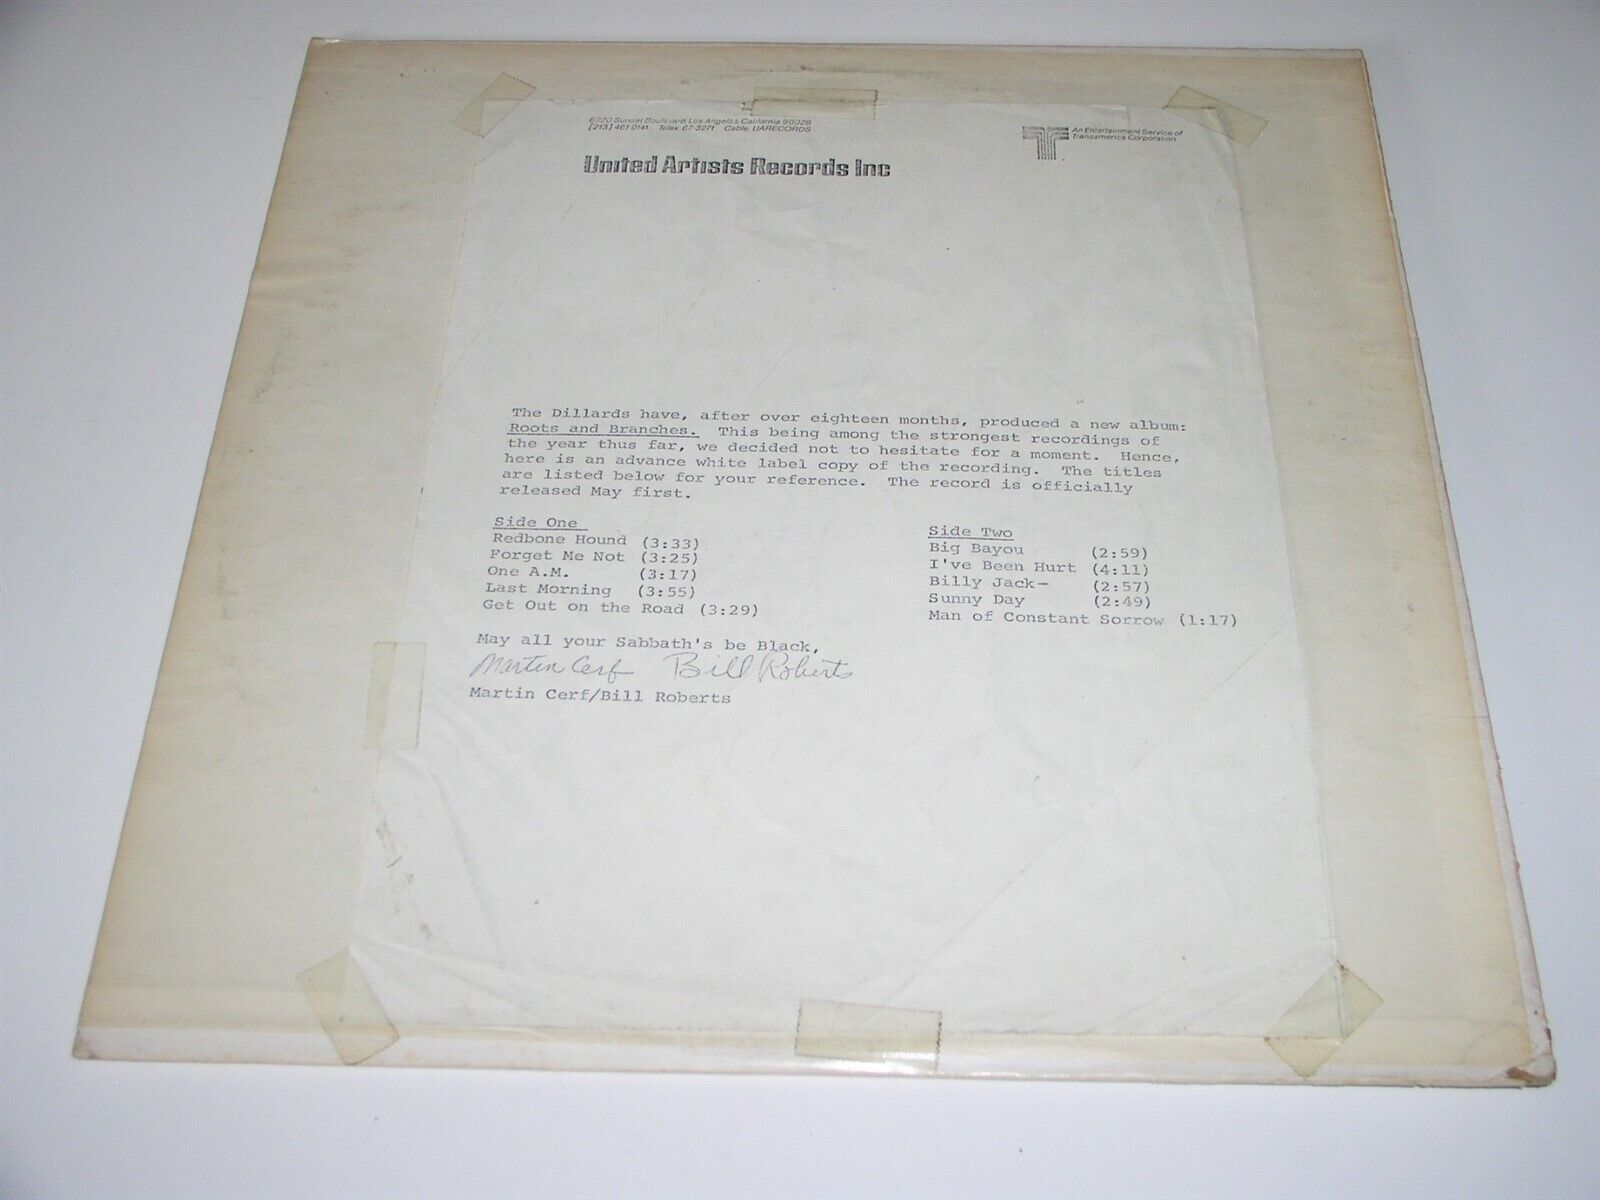 6920 Sunset Boulevard Los Angeles California 90028
[213] 461-9141 Telex: 67-3271 Cable: UARECORDS
United Artists Records Inc
An Entertainment Service of
Transamerica Corporation
The Dillards have, after over eighteen months, produced a new album:
Roots and Branches. This being among the strongest recordings of
the year thus far, we decided not to hesitate for a moment. Hence,
here is an advance white label copy of the recording. The titles
are listed below for your reference. The record is officially
released May first.
Side One
Redbone Hound (3:33)
Forget Me Not (3:25)
One A.M. (3:17)
Last Morning (3:55)
Get Out on the Road (3:29)
Side Two
Big Bayou (2:59)
I've Been Hurt (4:11)
Billy Jack— (2:57)
Sunny Day (2:49)
Man of Constant Sorrow (1:17)
May all your Sabbath's be Black,
Martin Cerf Bill Roberts
Martin Cerf/Bill Roberts